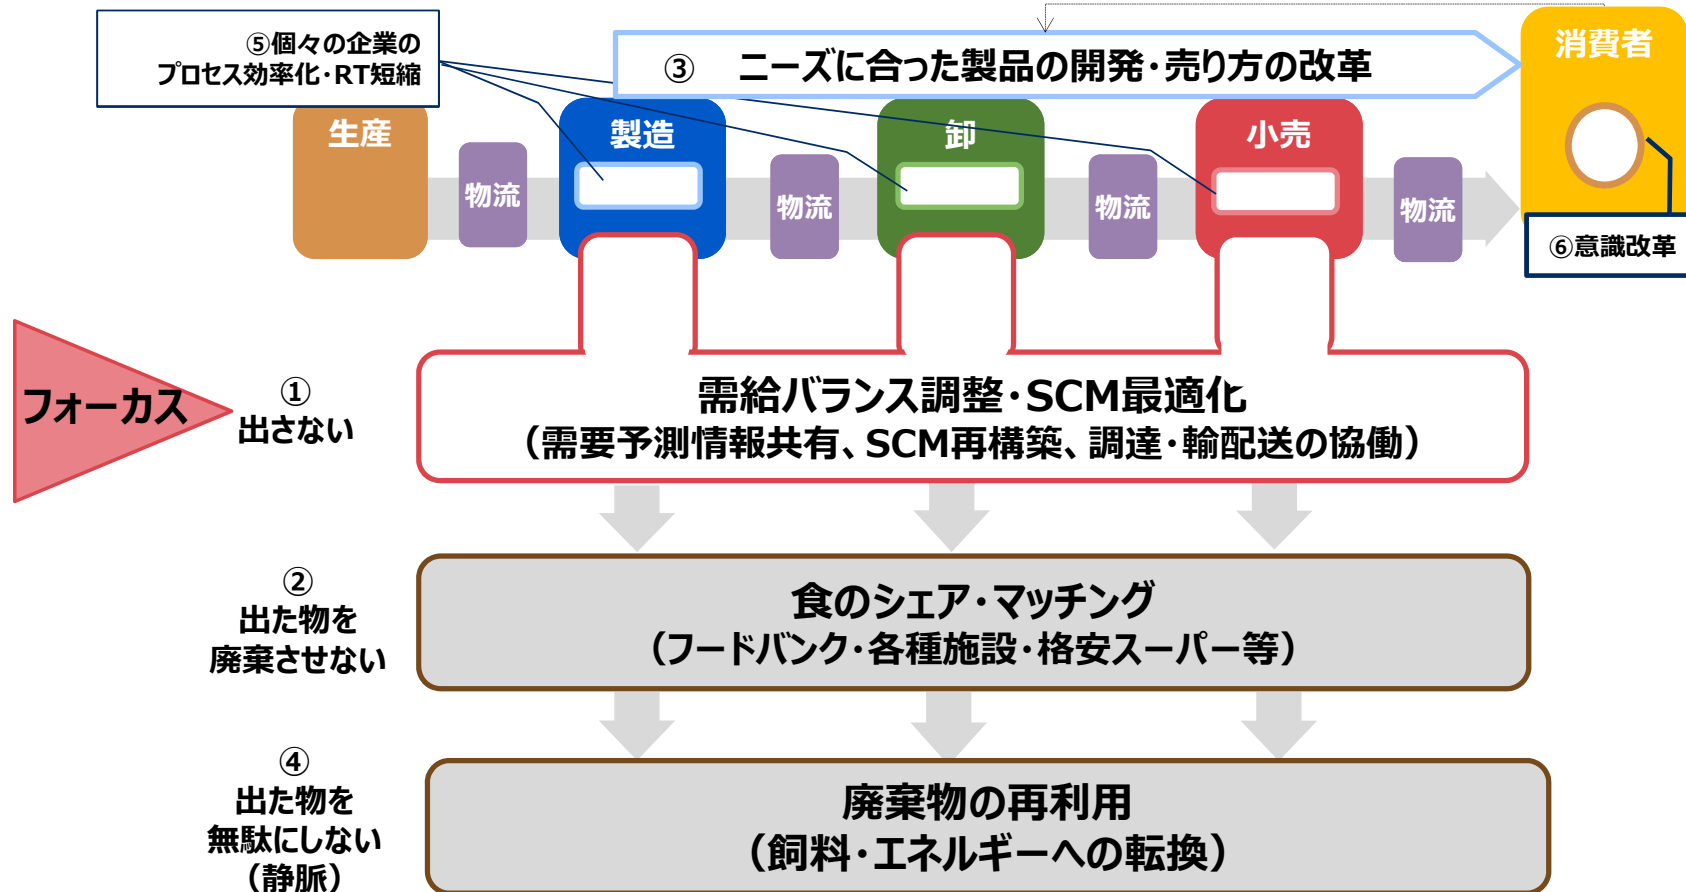 ⑤個々の企業の
プロセス効率化・RT短縮
③ ニーズに合った製品の開発・売り方の改革
消費者
生産
製造
卸
小売
物流
物流
物流
物流
⑥意識改革
フォーカス
①
出さない
需給バランス調整・SCM最適化
（需要予測情報共有、SCM再構築、調達・輸配送の協働）
②
出た物を
廃棄させない
食のシェア・マッチング
（フードバンク・各種施設・格安スーパー等）
④
出た物を
無駄にしない
（静脈）
廃棄物の再利用
（飼料・エネルギーへの転換）